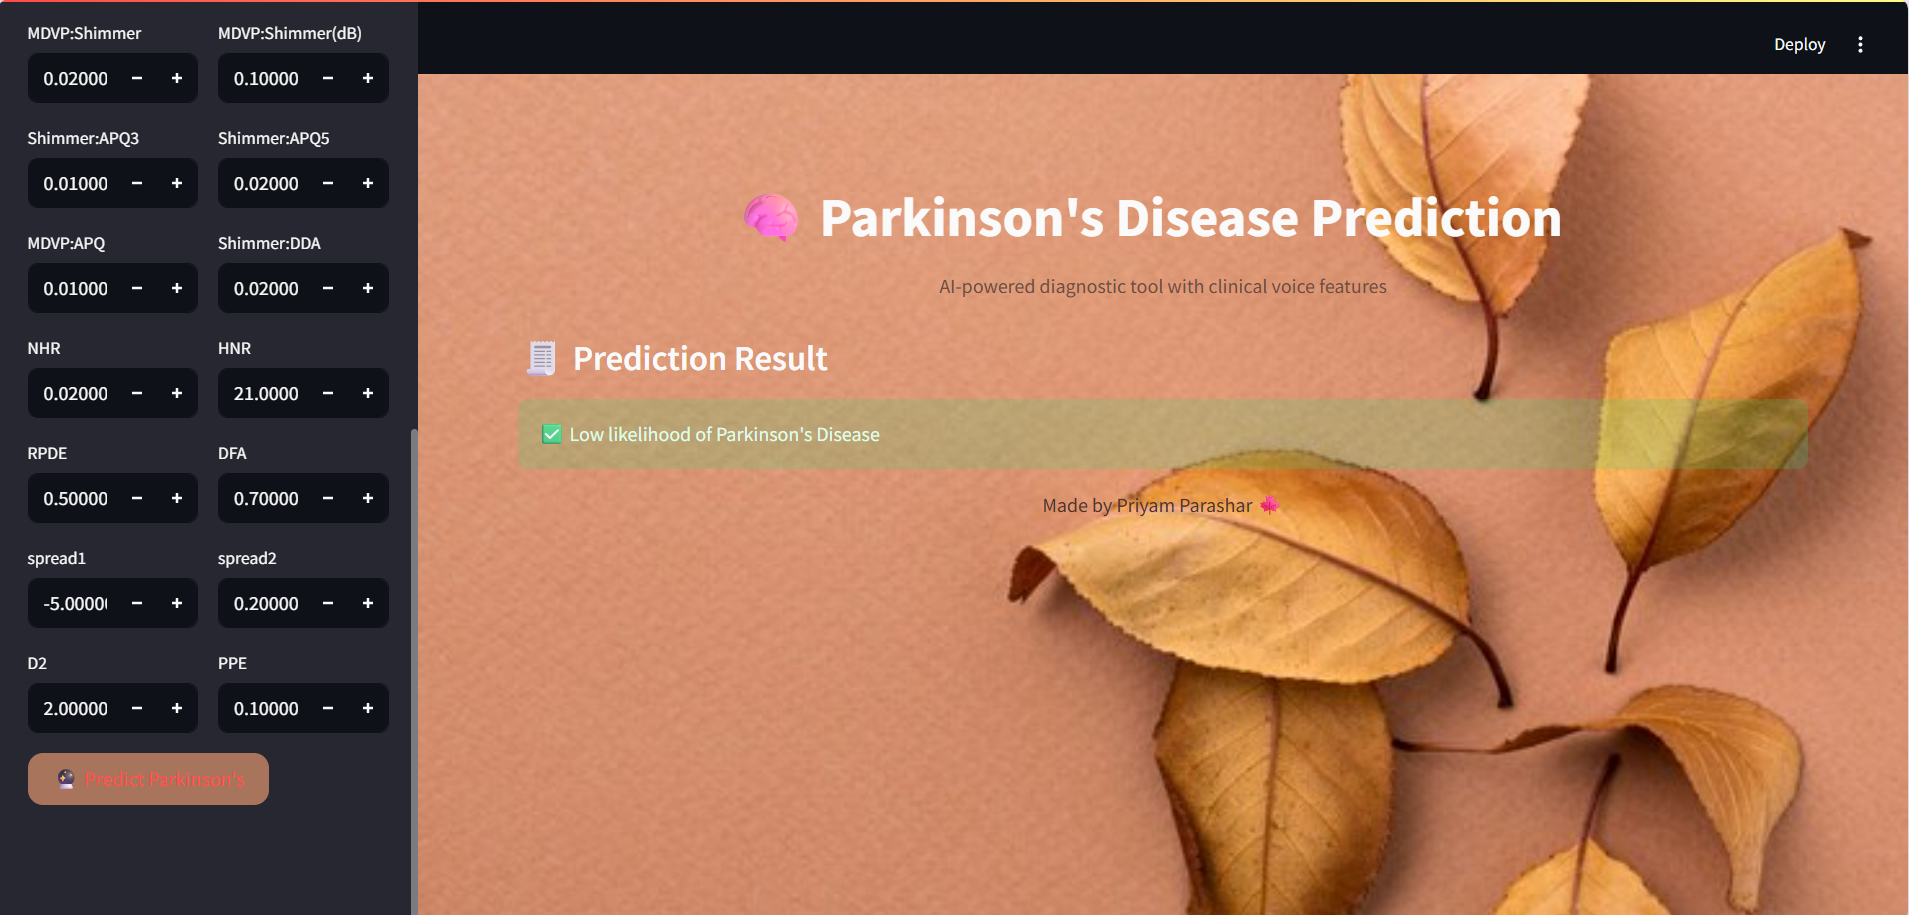 MDVP:Shimmer MDVP:Shimmer(dB)
0.02000 − + 0.10000 − +
Shimmer:APQ3 Shimmer:APQ5
0.01000 − + 0.02000 − +
MDVP:APQ Shimmer:DDA
0.01000 − + 0.02000 − +
NHR HNR
0.02000 − + 21.0000 − +
RPDE DFA
0.50000 − + 0.70000 − +
spread1 spread2
-5.0000 − + 0.20000 − +
D2 PPE
2.00000 − + 0.10000 − +
🔮 Predict Parkinson's
Deploy ⋮
🧠 Parkinson's Disease Prediction
AI-powered diagnostic tool with clinical voice features
🧾 Prediction Result
✅ Low likelihood of Parkinson's Disease
Made by Priyam Parashar 🍁